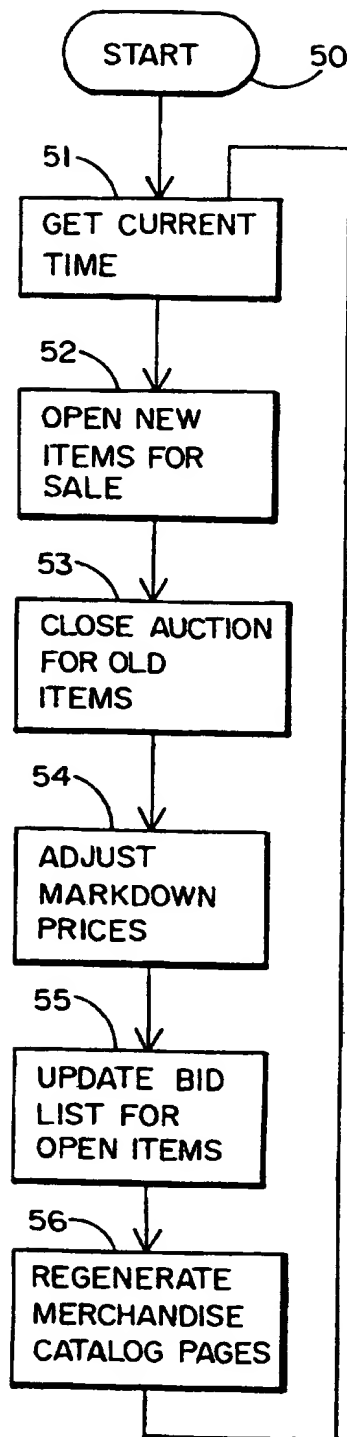 START 50
51
GET CURRENT
TIME
52
OPEN NEW
ITEMS FOR
SALE
53
CLOSE AUCTION
FOR OLD
ITEMS
54
ADJUST
MARKDOWN
PRICES
55
UPDATE BID
LIST FOR
OPEN ITEMS
56
REGENERATE
MERCHANDISE
CATALOG PAGES